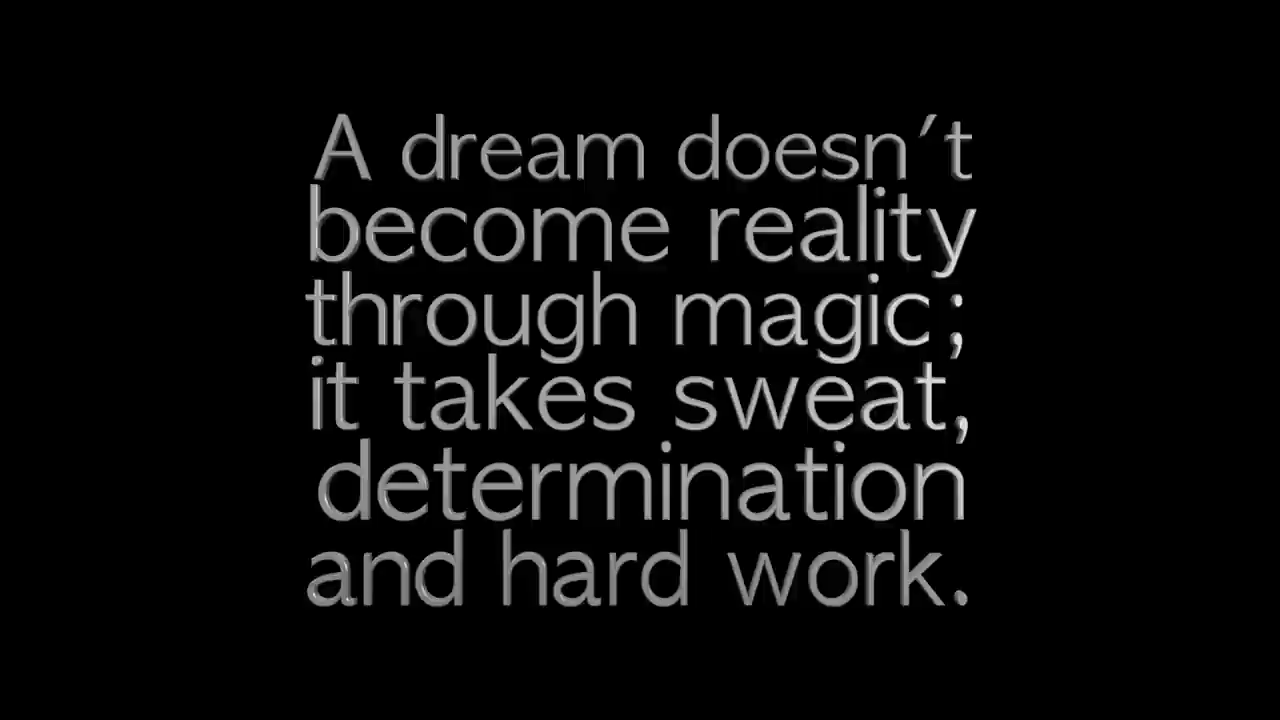 A dream doesn't
become reality
through magic;
it takes sweat,
determination
and hard work.